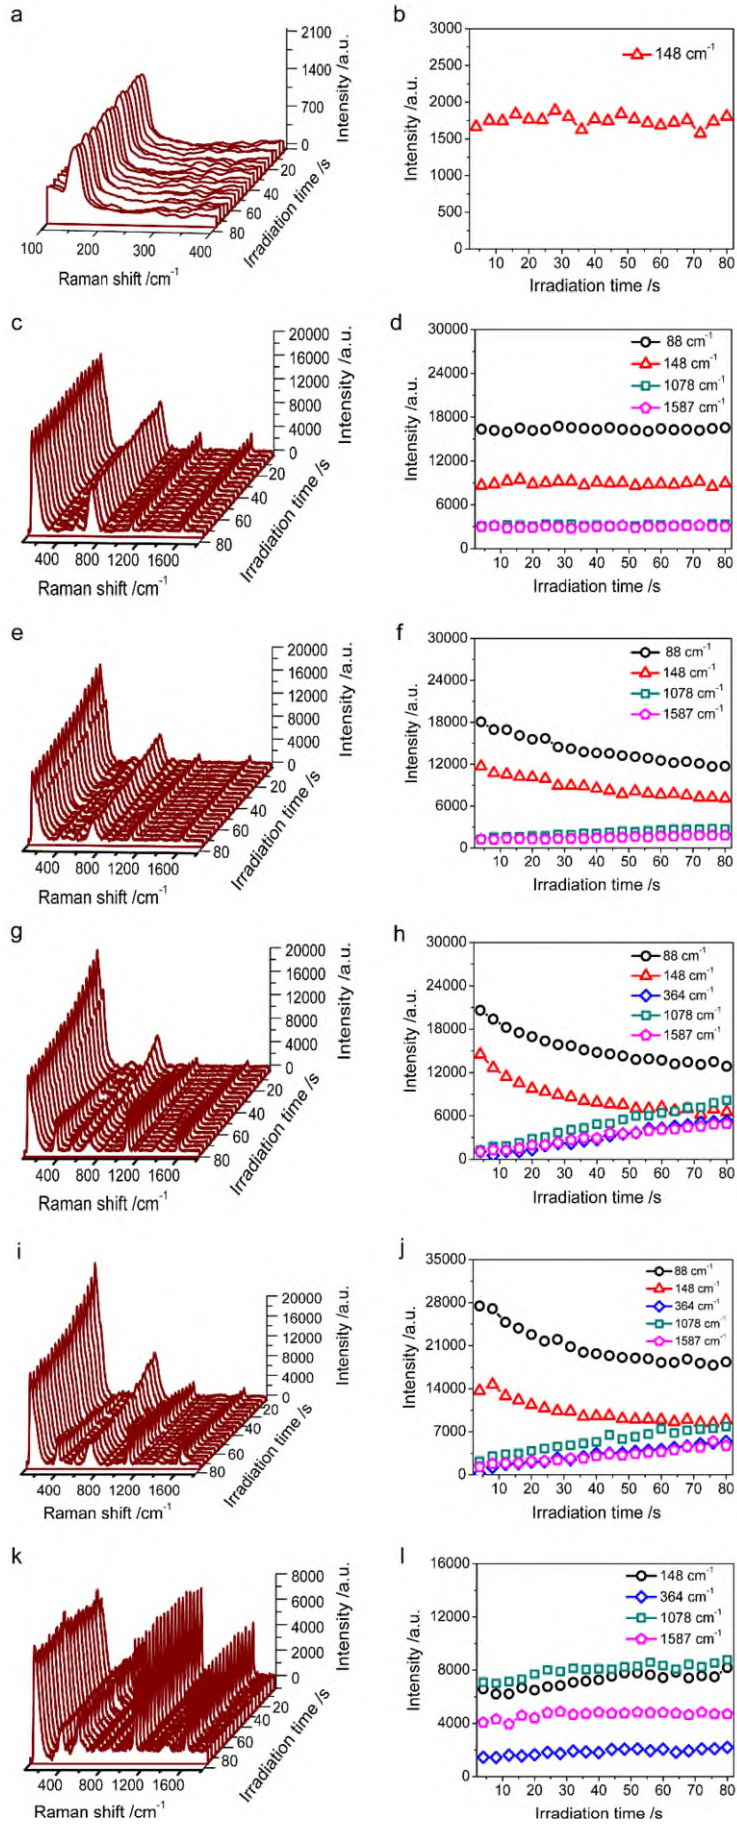 a
2100
1400
700
0
Intensity /a.u.
20
40
60
80
Irradiation time /s
100 200 300 400
Raman shift /cm-1
b
3000
2500
2000
1500
1000
500
0
Intensity /a.u.
148 cm-1
10 20 30 40 50 60 70 80
Irradiation time /s
c
20000
16000
12000
8000
4000
0
Intensity /a.u.
20
40
60
80
Irradiation time /s
400 800 1200 1600
Raman shift /cm-1
d
30000
24000
18000
12000
6000
0
Intensity /a.u.
88 cm-1
148 cm-1
1078 cm-1
1587 cm-1
10 20 30 40 50 60 70 80
Irradiation time /s
e
20000
16000
12000
8000
4000
0
Intensity /a.u.
20
40
60
80
Irradiation time /s
400 800 1200 1600
Raman shift /cm-1
f
30000
24000
18000
12000
6000
0
Intensity /a.u.
88 cm-1
148 cm-1
1078 cm-1
1587 cm-1
10 20 30 40 50 60 70 80
Irradiation time /s
g
20000
16000
12000
8000
4000
0
Intensity /a.u.
20
40
60
80
Irradiation time /s
400 800 1200 1600
Raman shift /cm-1
h
30000
24000
18000
12000
6000
0
Intensity /a.u.
88 cm-1
148 cm-1
364 cm-1
1078 cm-1
1587 cm-1
10 20 30 40 50 60 70 80
Irradiation time /s
i
20000
16000
12000
8000
4000
0
Intensity /a.u.
20
40
60
80
Irradiation time /s
400 800 1200 1600
Raman shift /cm-1
j
35000
28000
21000
14000
7000
0
Intensity /a.u.
88 cm-1
148 cm-1
364 cm-1
1078 cm-1
1587 cm-1
10 20 30 40 50 60 70 80
Irradiation time /s
k
8000
6000
4000
2000
0
Intensity /a.u.
20
40
60
80
Irradiation time /s
400 800 1200 1600
Raman shift /cm-1
l
16000
12000
8000
4000
0
Intensity /a.u.
148 cm-1
364 cm-1
1078 cm-1
1587 cm-1
10 20 30 40 50 60 70 80
Irradiation time /s